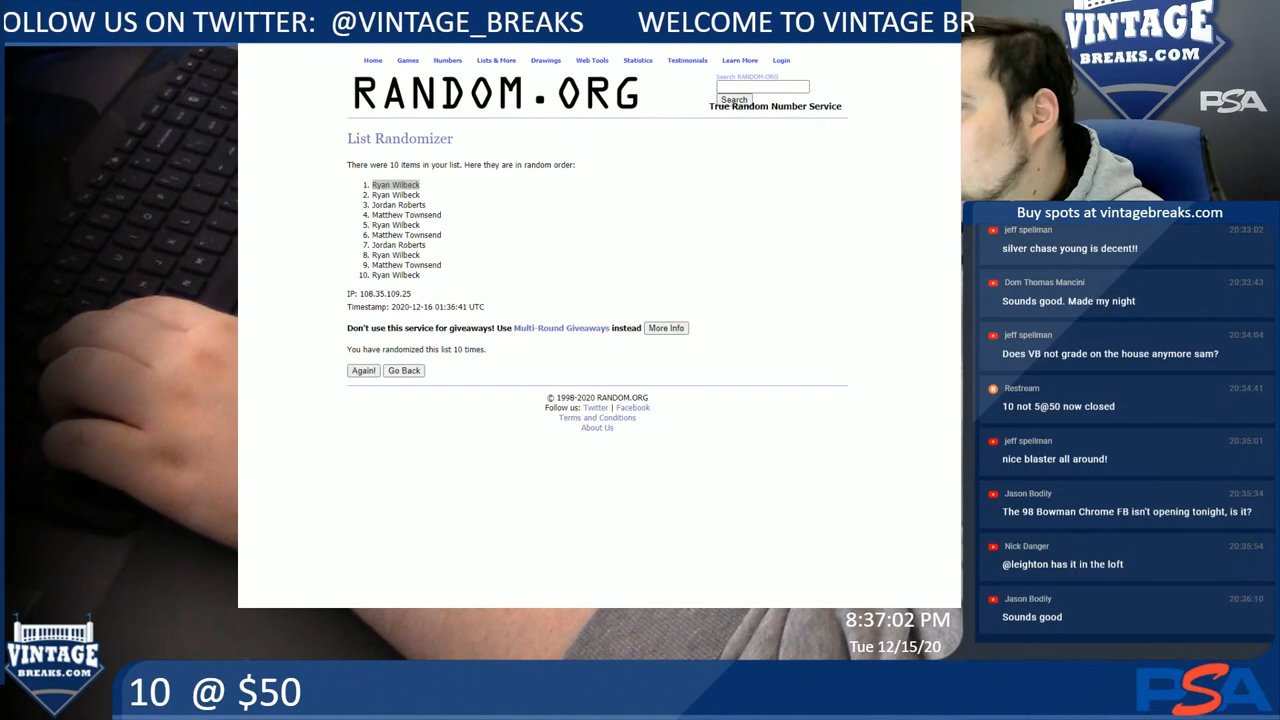 OLLOW US ON TWITTER: @VINTAGE_BREAKS WELCOME TO VINTAGE BR
VINTAGE
BREAKS.COM
PSA
Home Games Numbers Lists & More Drawings Web Tools Statistics Testimonials Learn More Login
RANDOM.ORG
Search RANDOM.ORG
Search
True Random Number Service
List Randomizer
There were 10 items in your list. Here they are in random order:
1. Ryan Wilbeck
2. Ryan Wilbeck
3. Jordan Roberts
4. Matthew Townsend
5. Ryan Wilbeck
6. Matthew Townsend
7. Jordan Roberts
8. Ryan Wilbeck
9. Matthew Townsend
10. Ryan Wilbeck
IP: 108.35.109.25
Timestamp: 2020-12-16 01:36:41 UTC
Don't use this service for giveaways! Use Multi-Round Giveaways instead More Info
You have randomized this list 10 times.
Again! Go Back
© 1998-2020 RANDOM.ORG
Follow us: Twitter | Facebook
Terms and Conditions
About Us
Buy spots at vintagebreaks.com
jeff spellman 20:33:02
silver chase young is decent!!
Dom Thomas Mancini 20:33:43
Sounds good. Made my night
jeff spellman 20:34:04
Does VB not grade on the house anymore sam?
Restream 20:34:41
10 not 5@50 now closed
jeff spellman 20:35:01
nice blaster all around!
Jason Bodily 20:35:34
The 98 Bowman Chrome FB isn't opening tonight, is it?
Nick Danger 20:35:54
@leighton has it in the loft
Jason Bodily 20:36:10
Sounds good
8:37:02 PM
Tue 12/15/20
VINTAGE
BREAKS.COM
10 @ $50
PSA